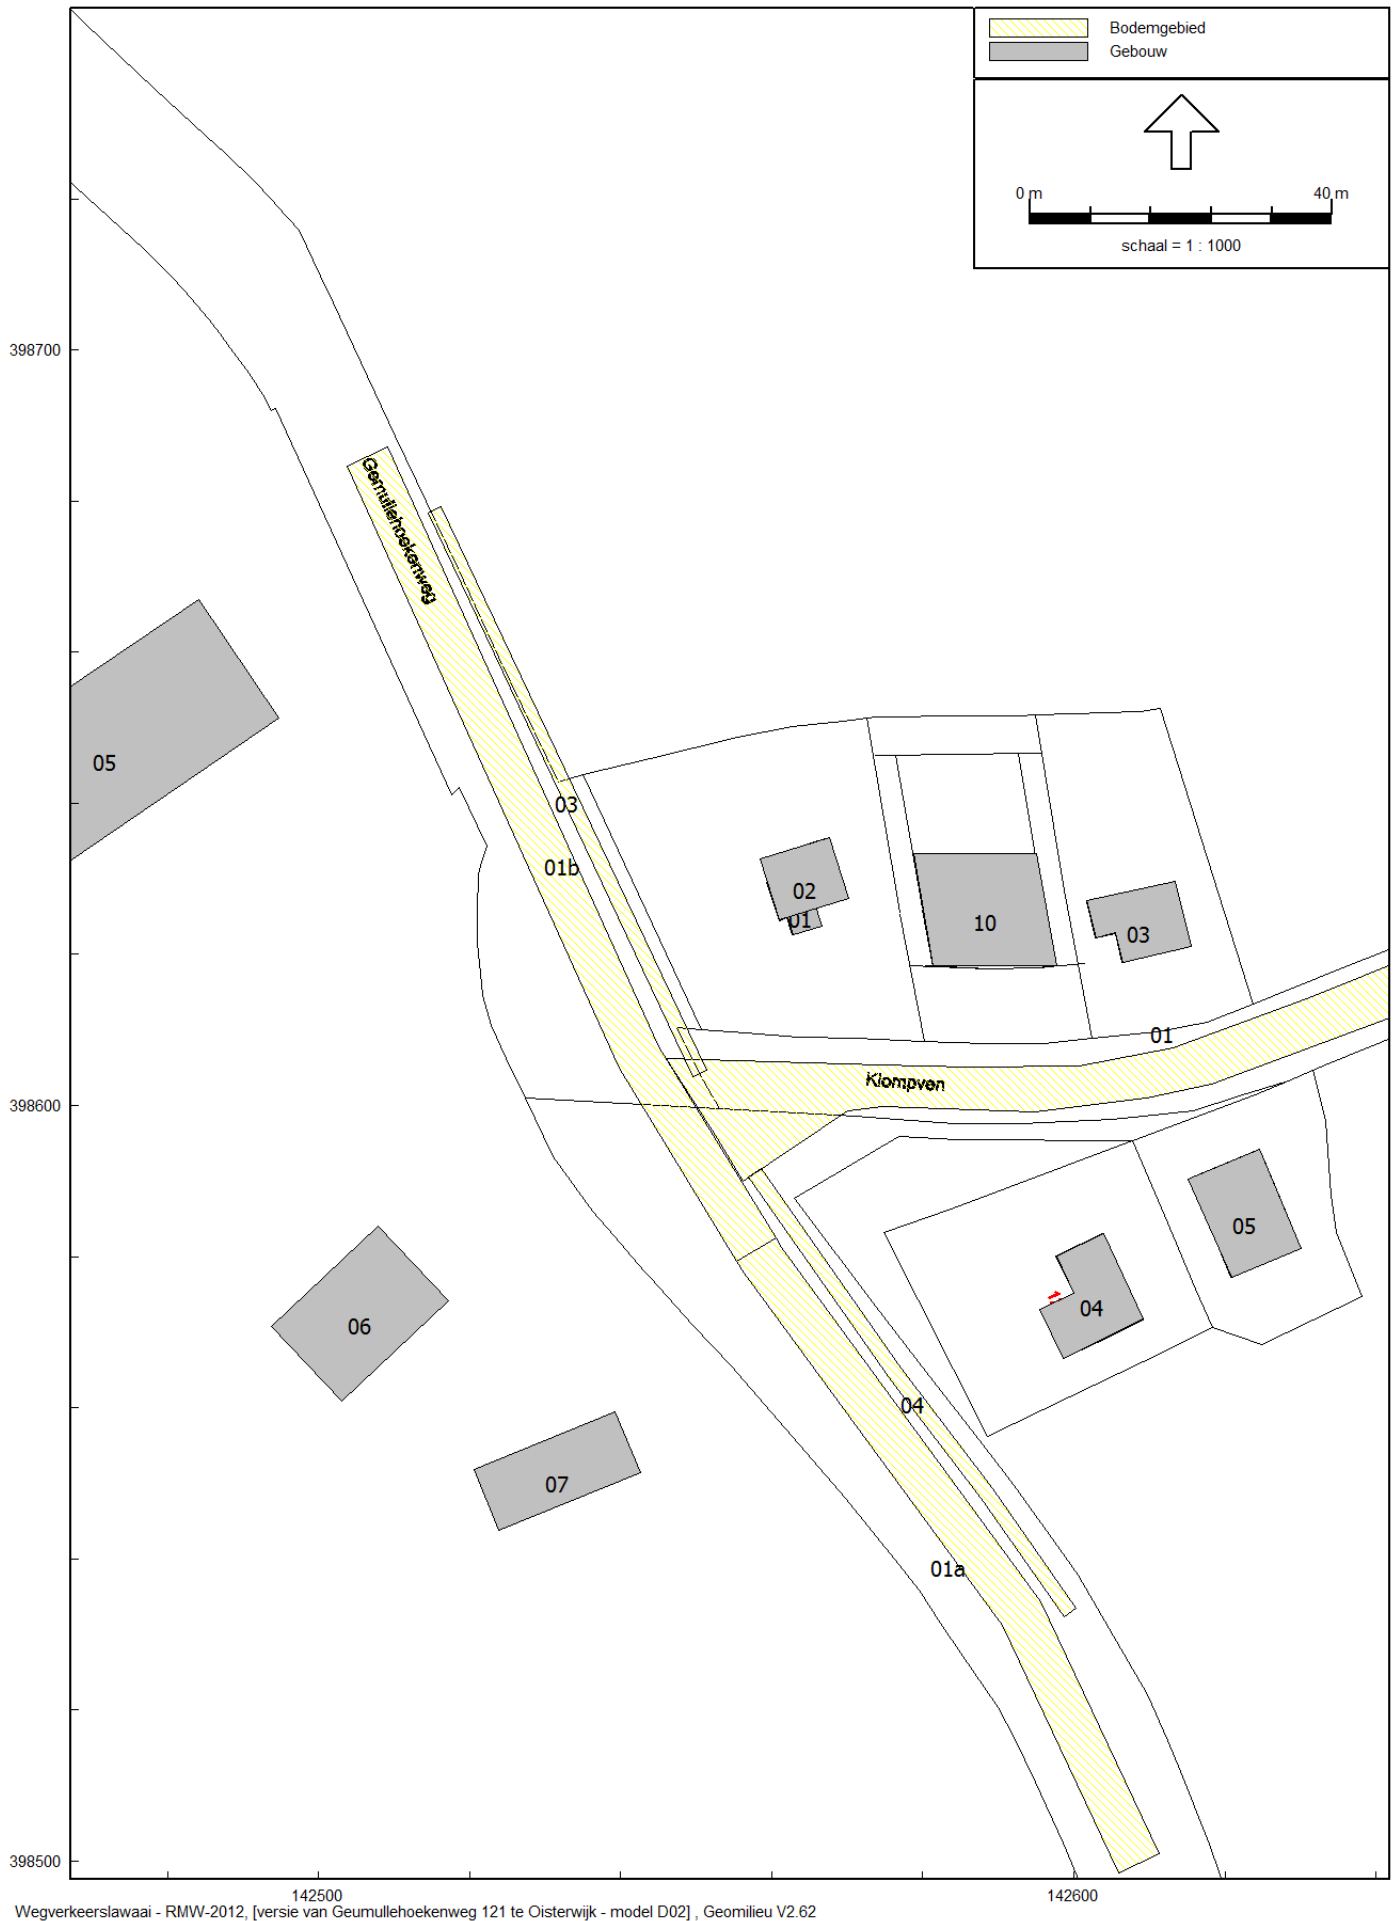 Bodemgebied
Gebouw
0 m 40 m
schaal = 1 : 1000
398700
Gemullehoekenweg
05
03
01b
02
01
10
03
01
Klompven
398600
05
04
06
04
07
01a
398500
142500 142600
Wegverkeerslawaai - RMW-2012, [versie van Geumullehoekenweg 121 te Oisterwijk - model D02] , Geomilieu V2.62